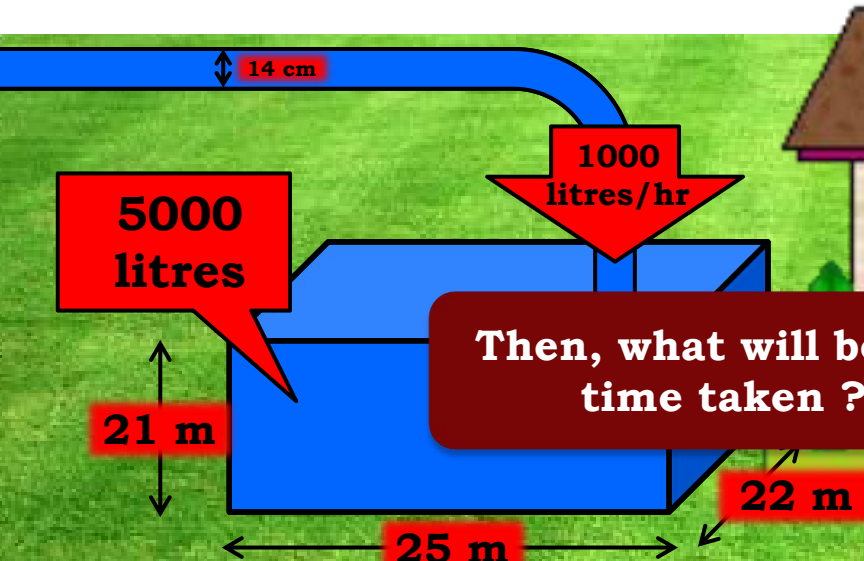 14 cm
1000
litres/hr
5000
litres
Then, what will be
time taken ?
21 m
22 m
25 m